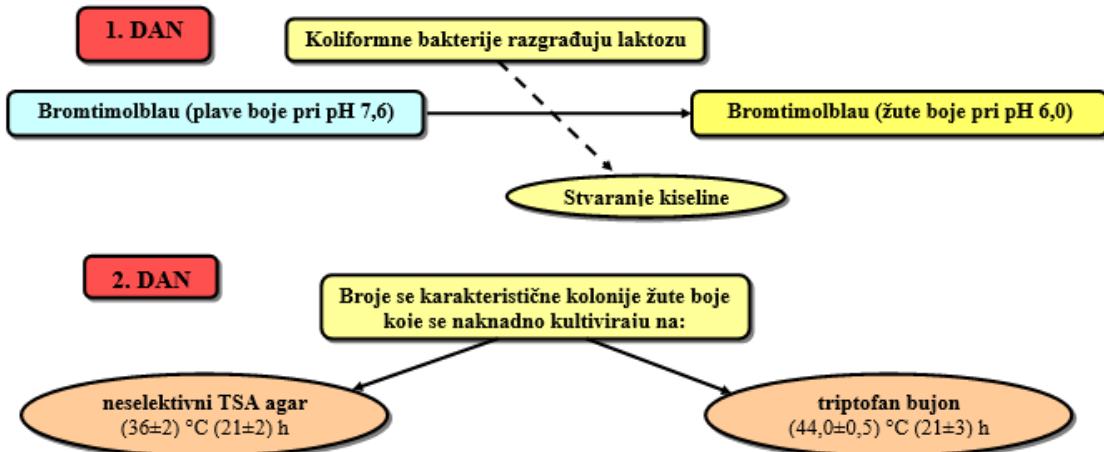 1. DAN
Koliformne bakterije razgrađuju laktozu
Bromtimolblau (plave boje pri pH 7,6)
Bromtimolblau (žute boje pri pH 6,0)
Stvaranje kiseline
2. DAN
Broje se karakteristične kolonije žute boje
koje se naknadno kultiviraju na:
neselektivni TSA agar
(36±2) °C (21±2) h
triptofan bujon
(44,0±0,5) °C (21±3) h